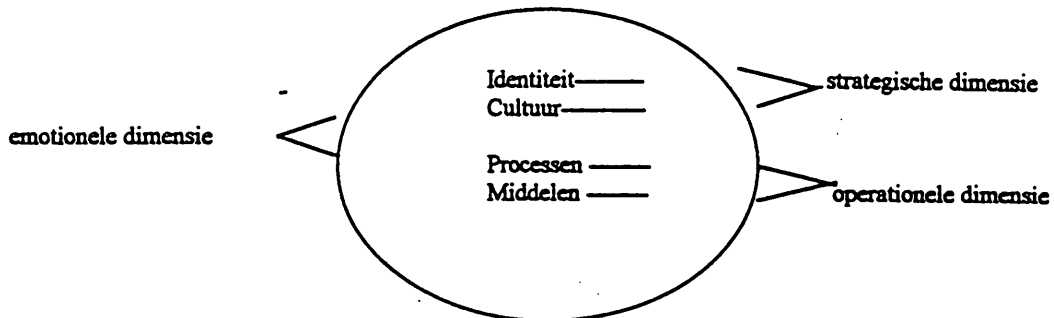 Identiteit
strategische dimensie
Cultuur
emotionele dimensie
Processen
Middelen
operationele dimensie